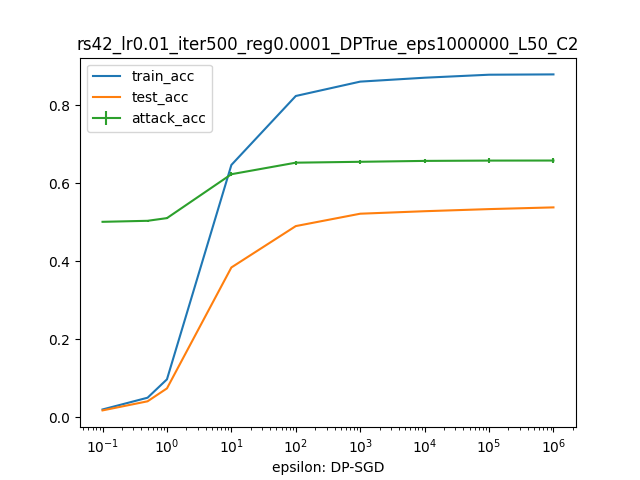 rs42_lr0.01_iter500_reg0.0001_DPTrue_eps1000000_L50_C2
train_acc
test_acc
attack_acc
0.8
0.6
0.4
0.2
0.0
10⁻¹ 10⁰ 10¹ 10² 10³ 10⁴ 10⁵ 10⁶
epsilon: DP-SGD